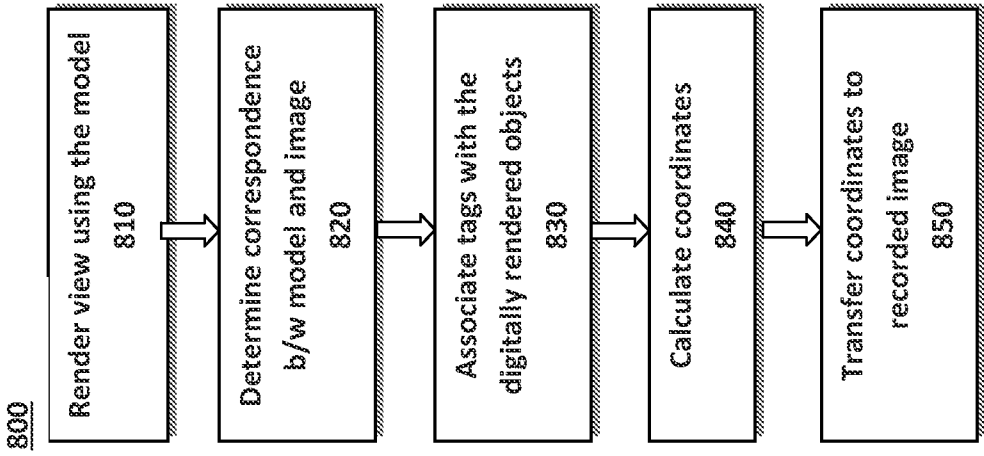 800
Render view using the model
810
Determine correspondence
b/w model and image
820
Associate tags with the
digitally rendered objects
830
Calculate coordinates
840
Transfer coordinates to
recorded image
850